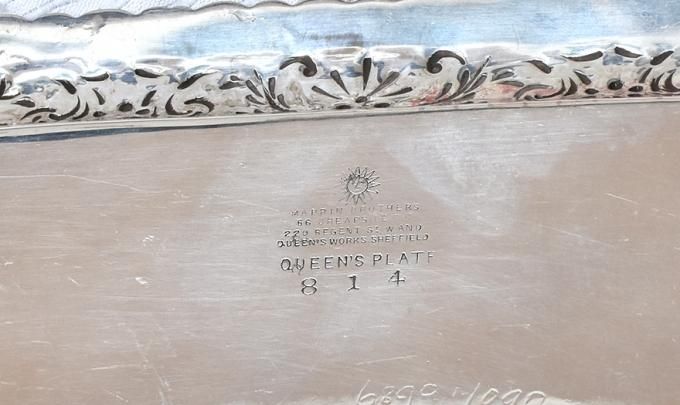 MAPPIN BROTHERS
66 CHEAPSIDE
220 REGENT ST W AND
QUEEN'S WORKS SHEFFIELD
QUEEN'S PLATE
8 1 4